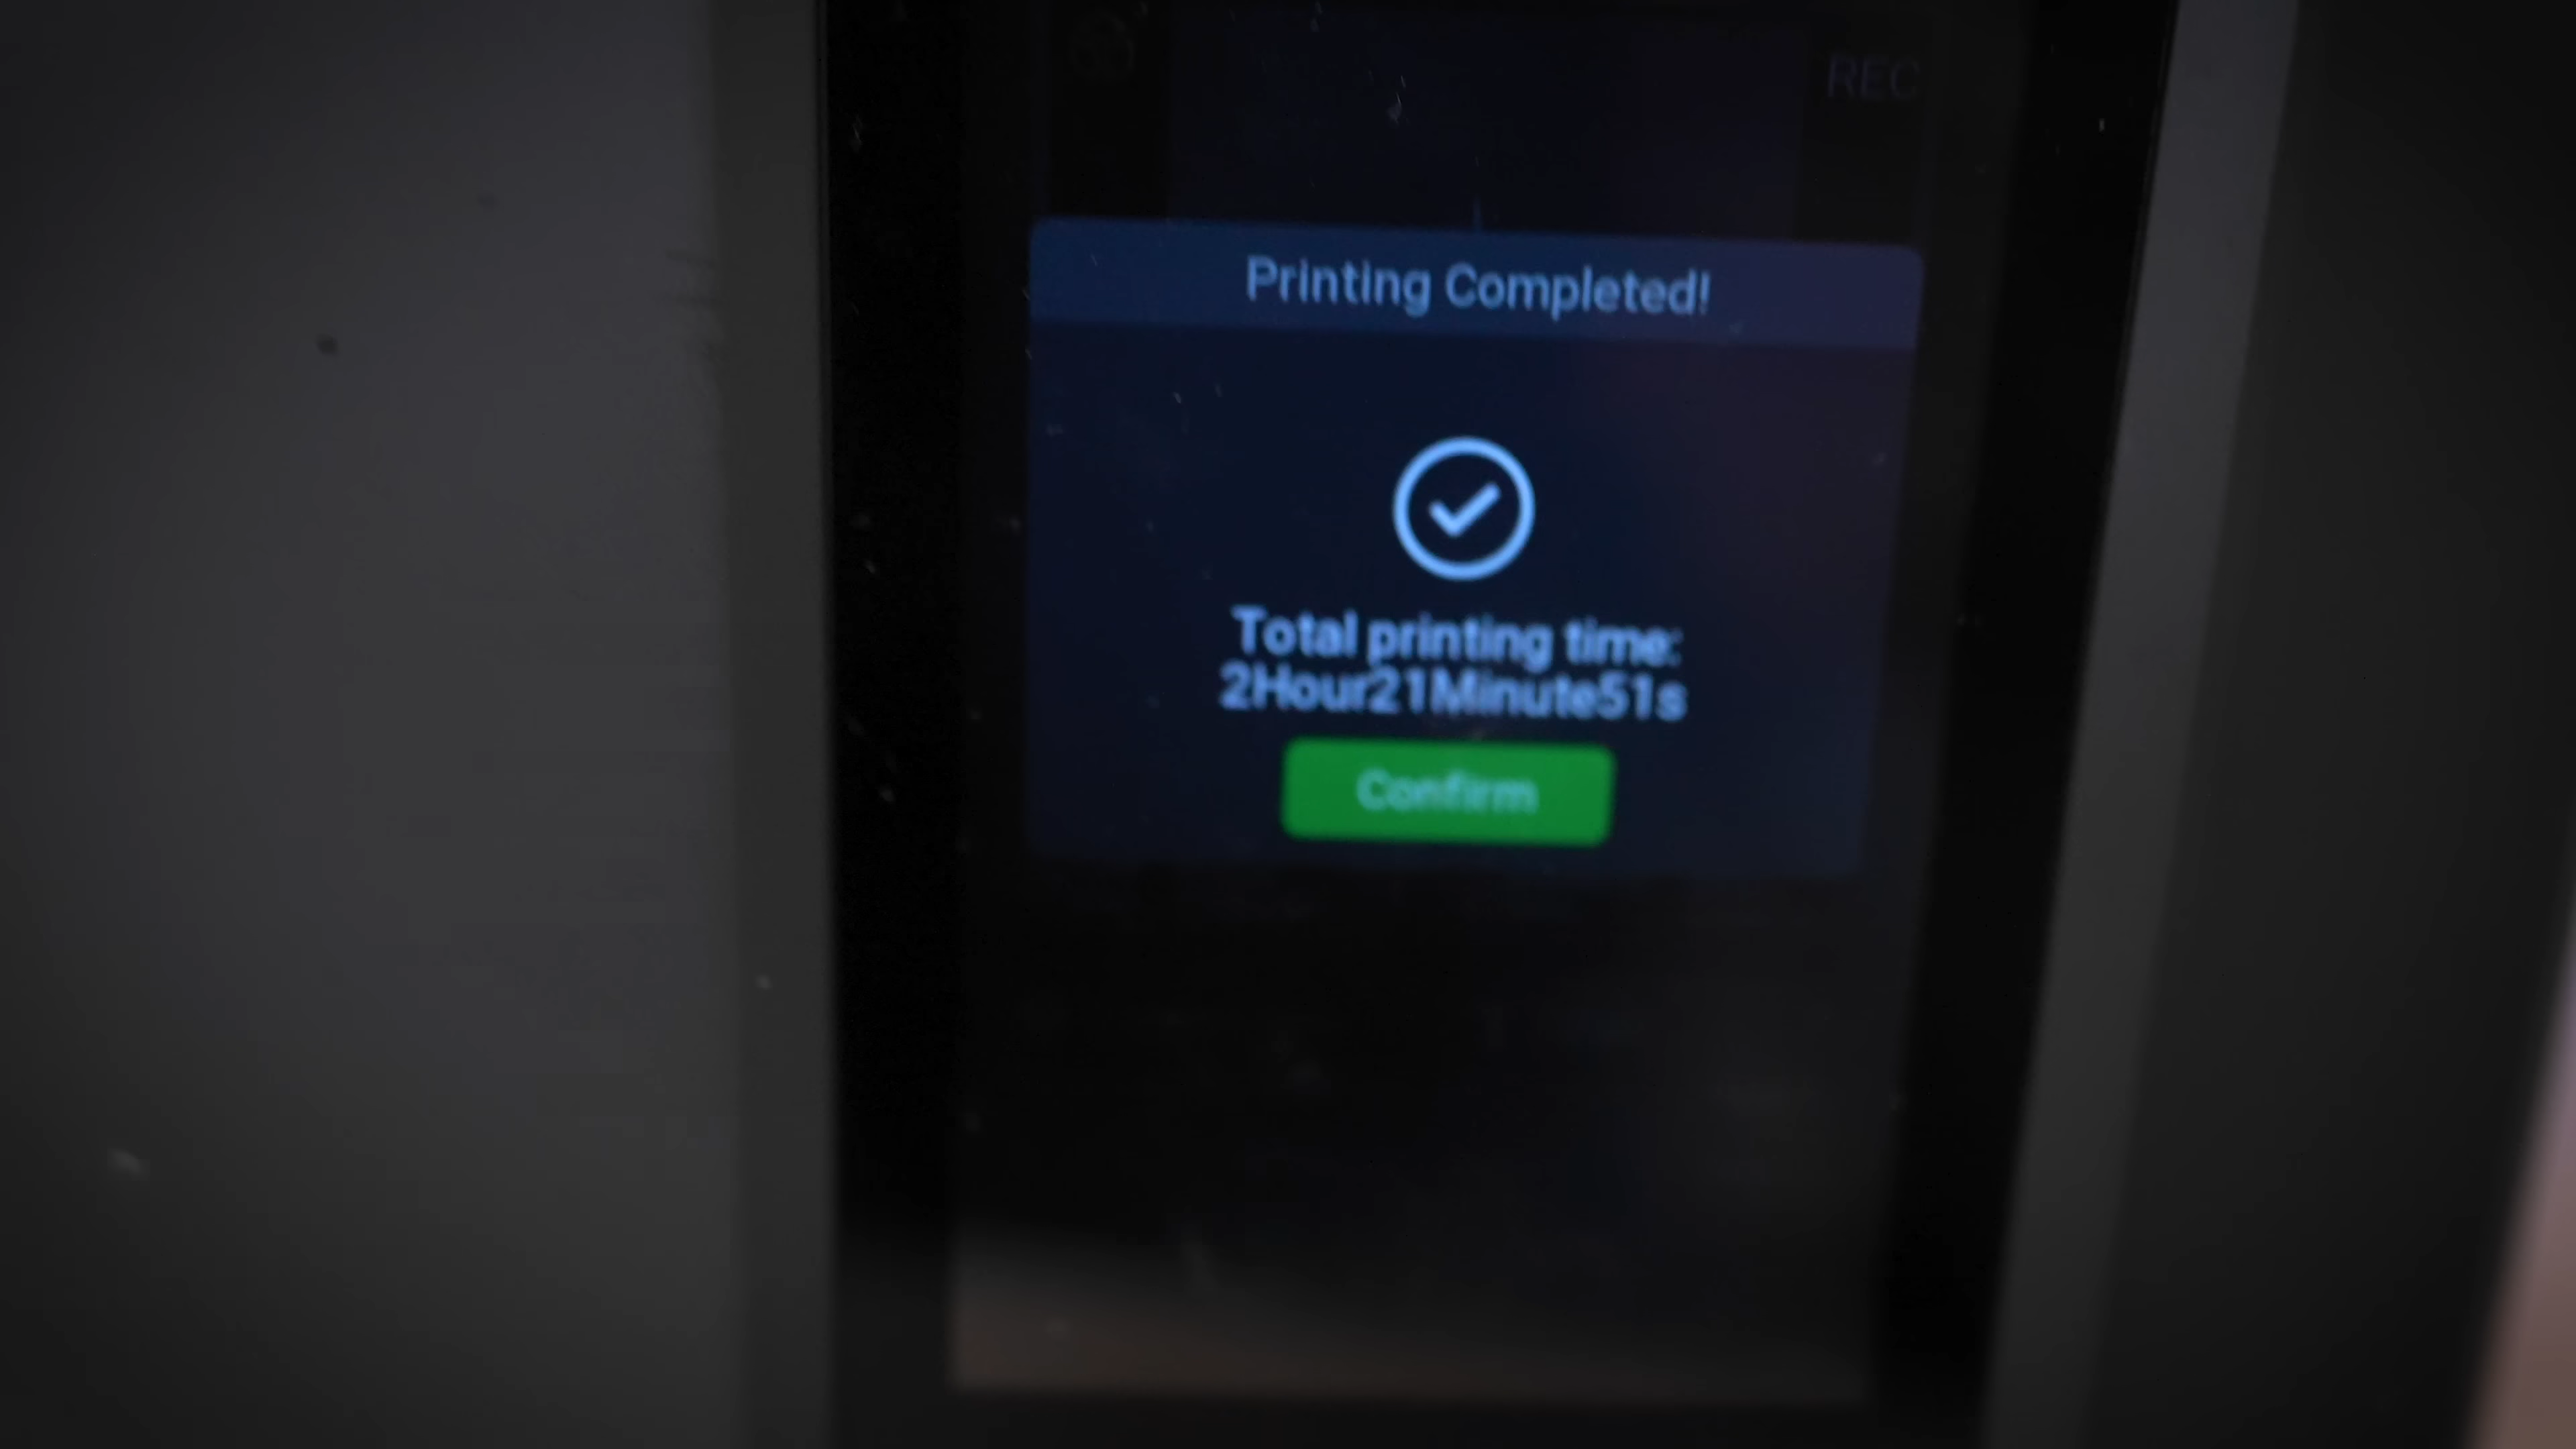 REC
Printing Completed!
Total printing time:
2Hour21Minute51s
Confirm